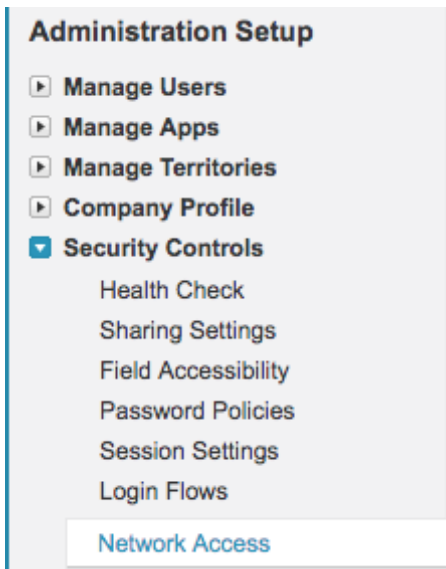 Administration Setup
Manage Users
Manage Apps
Manage Territories
Company Profile
Security Controls
Health Check
Sharing Settings
Field Accessibility
Password Policies
Session Settings
Login Flows
Network Access